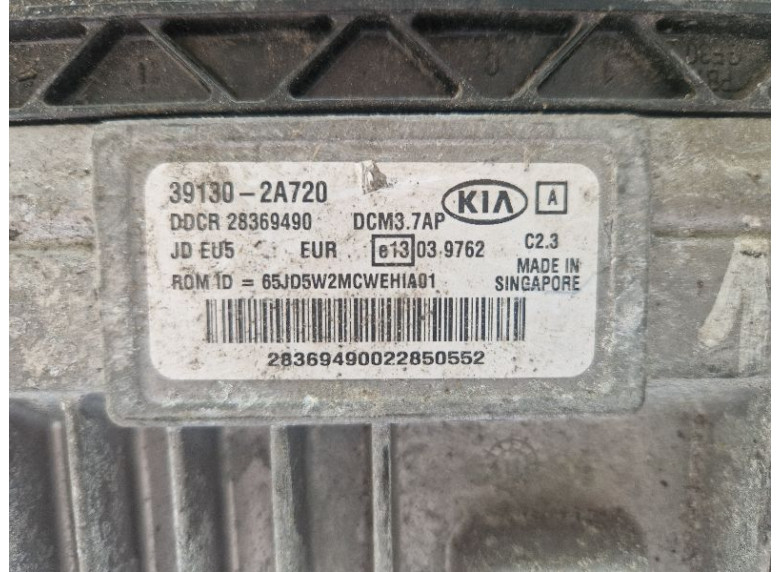 39130-2A720
KIA A
DDCR 28369490 DCM3.7AP
JD EU5 EUR e13 03 9762 C2.3
MADE IN
ROM ID = 65JD5W2MCWEHIA01 SINGAPORE
28369490022850552